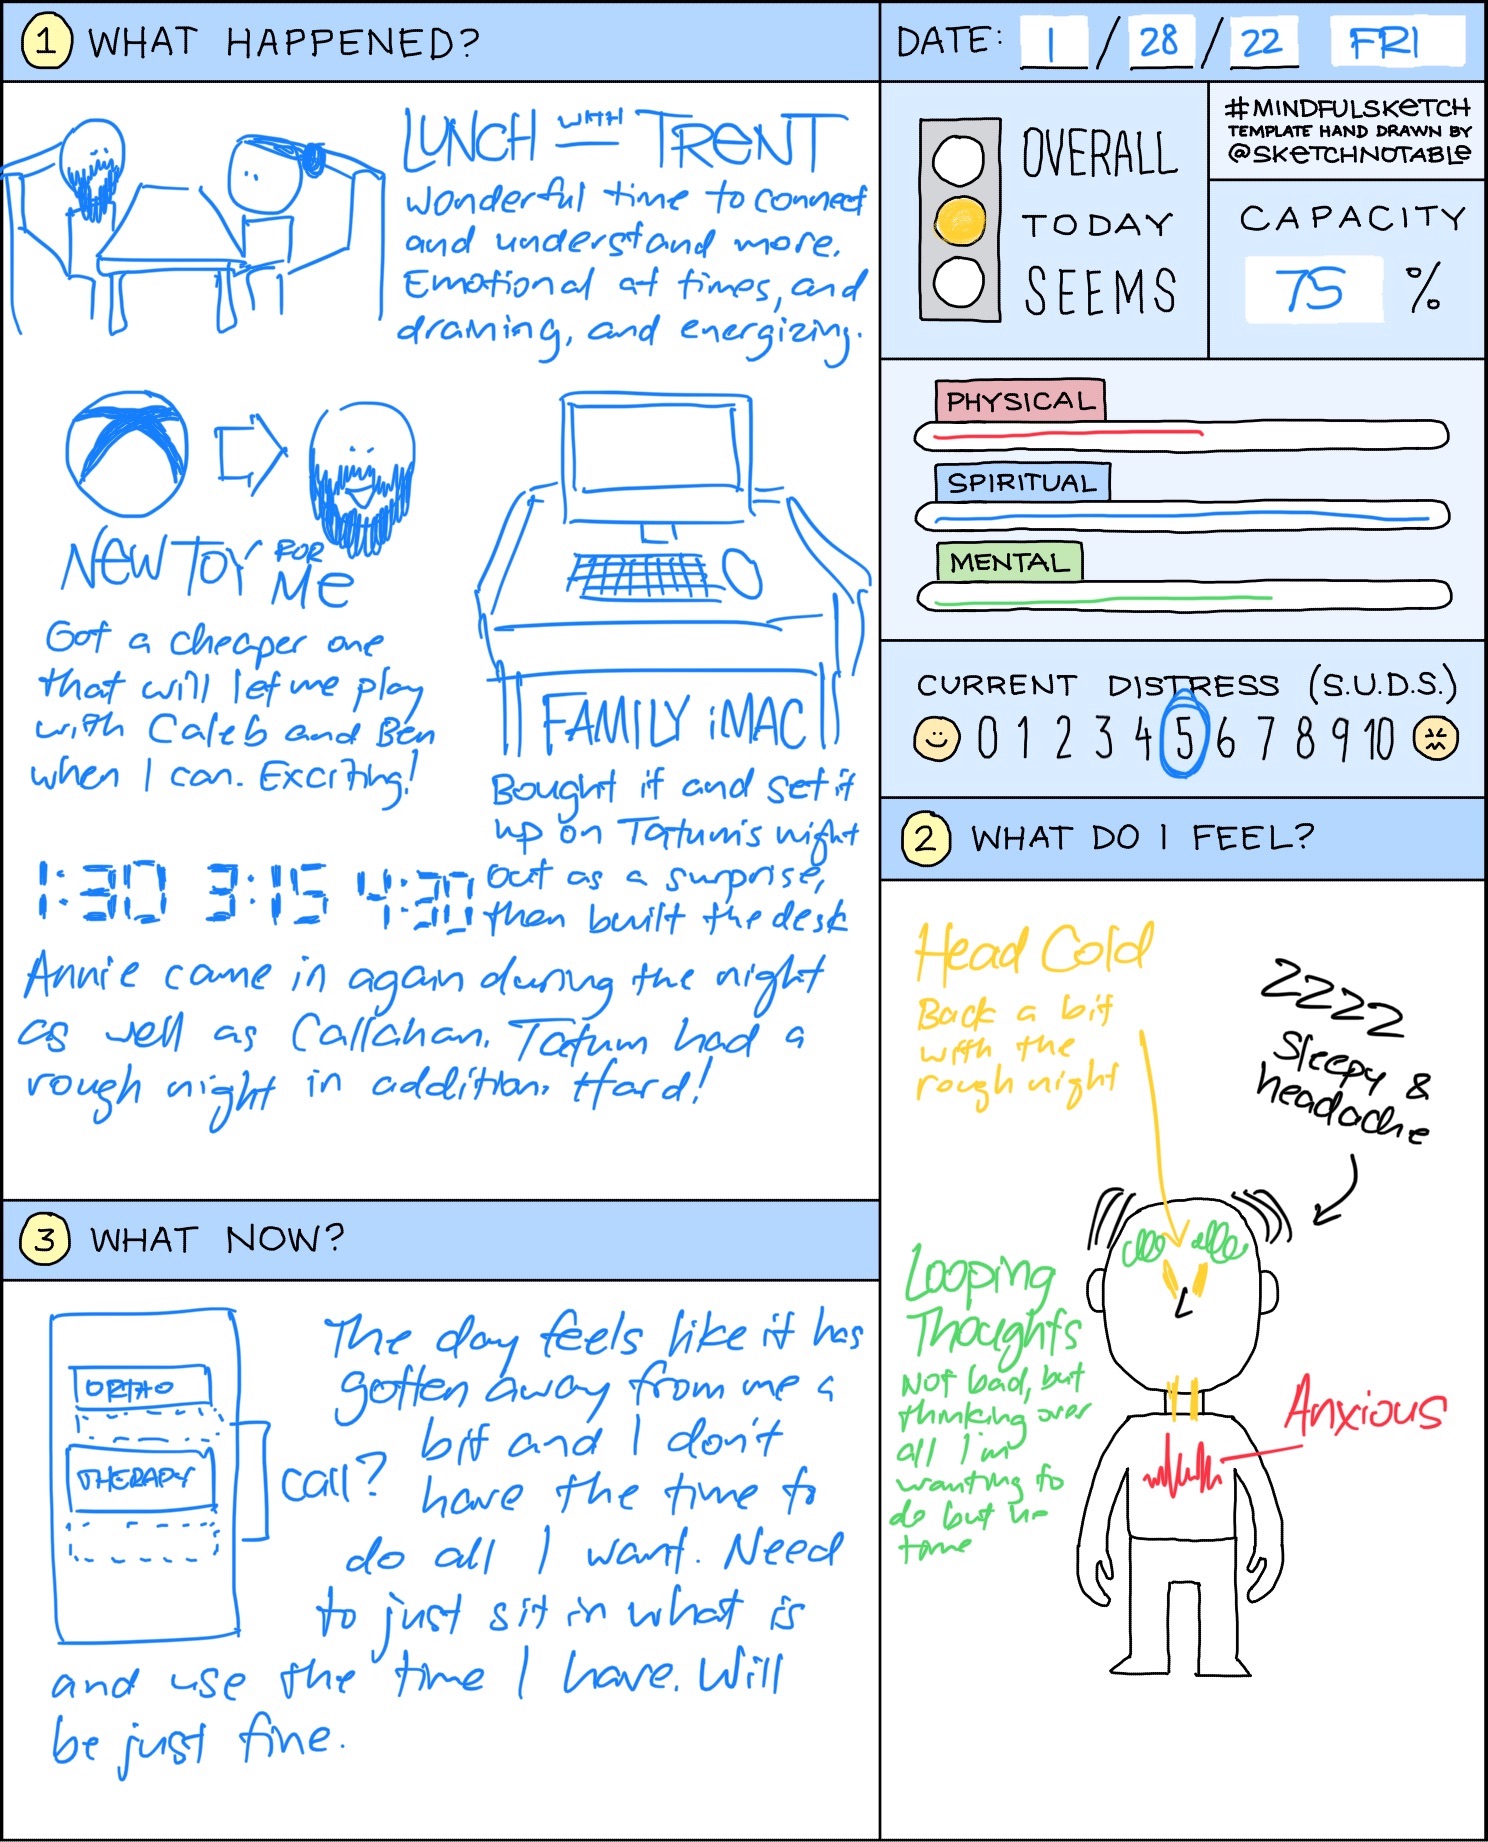 1 WHAT HAPPENED?
LUNCH WITH TRENT
Wonderful time to connect
and understand more.
Emotional at times, and
draining, and energizing.
NEW TOY FOR ME
Got a cheaper one
that will let me play
with Caleb and Ben
when I can. Exciting!
FAMILY iMAC
Bought it and set it
up on Tatum's night
out as a surprise,
then built the desk
1:30 3:15 4:30
Annie came in again during the night
as well as Callahan. Tatum had a
rough night in addition. Hard!
DATE: 1 / 28 / 22 FRI
OVERALL
TODAY
SEEMS
#MINDFULSKETCH
TEMPLATE HAND DRAWN BY
@SKETCHNOTABLE
CAPACITY
75 %
PHYSICAL
SPIRITUAL
MENTAL
CURRENT DISTRESS (S.U.D.S.)
0 1 2 3 4 5 6 7 8 9 10
2 WHAT DO I FEEL?
Head Cold
Back a bit
with the
rough night
ZZZZ
Sleepy &
headache
Looping
Thoughts
Not bad, but
thinking over
all I'm
wanting to
do but no
time
Anxious
3 WHAT NOW?
ORTHO
THERAPY
call?
The day feels like it has
gotten away from me a
bit and I don't
have the time to
do all I want. Need
to just sit in what is
and use the time I have. Will
be just fine.